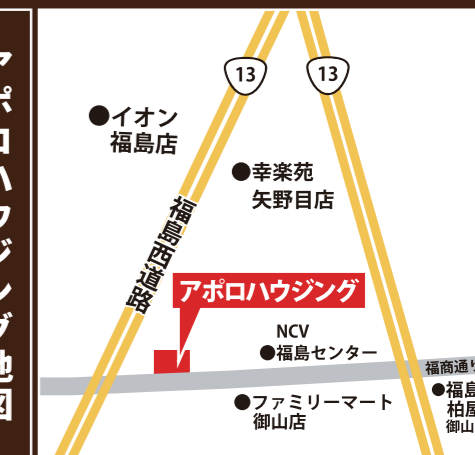 アポロハウジング地図
13
13
●イオン
福島店
●幸楽苑
矢野目店
福島西道路
アポロハウジング
NCV
●福島センター
福商通り
●ファミリーマート
御山店
●福島
柏屋
御山